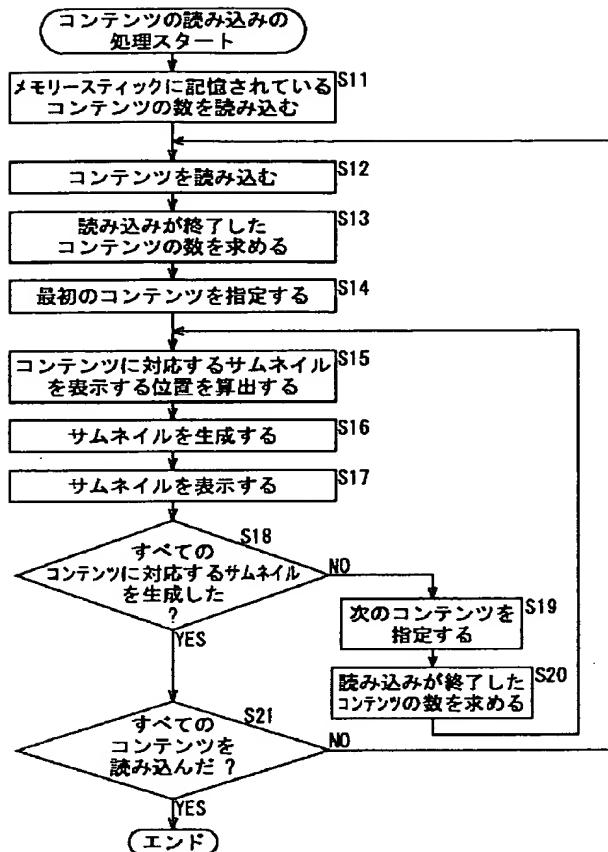 コンテンツの読み込みの
処理スタート
メモリースティックに記憶されている
コンテンツの数を読み込む
S11
コンテンツを読み込む
S12
読み込みが終了した
コンテンツの数を求める
S13
最初のコンテンツを指定する
S14
コンテンツに対応するサムネイル
を表示する位置を算出する
S15
サムネイルを生成する
S16
サムネイルを表示する
S17
すべての
コンテンツに対応するサムネイル
を生成した
?
S18
NO
YES
次のコンテンツを
指定する
S19
読み込みが終了した
コンテンツの数を求める
S20
すべての
コンテンツを
読み込んだ ?
S21
NO
YES
エンド